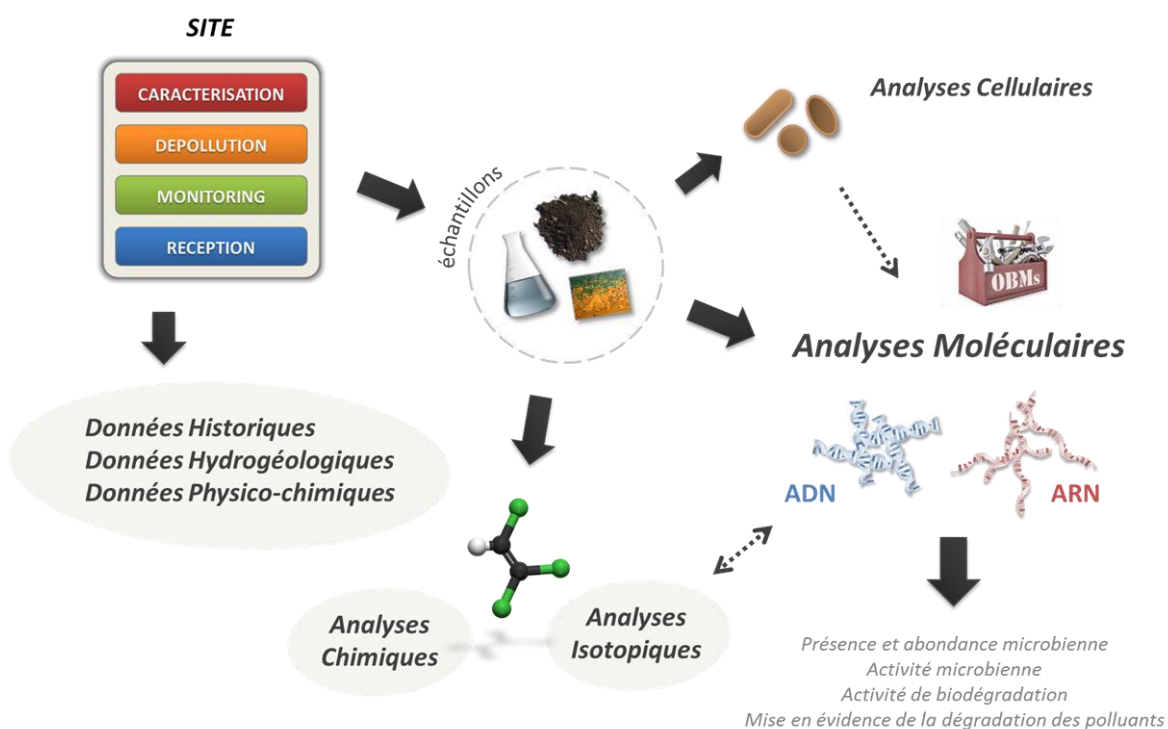 SITE
CARACTERISATION
DEPOLLUTION
MONITORING
RECEPTION
échantillons
Analyses Cellulaires
OBMs
Analyses Moléculaires
ADN
ARN
Données Historiques
Données Hydrogéologiques
Données Physico-chimiques
Analyses
Chimiques
Analyses
Isotopiques
Présence et abondance microbienne
Activité microbienne
Activité de biodégradation
Mise en évidence de la dégradation des polluants